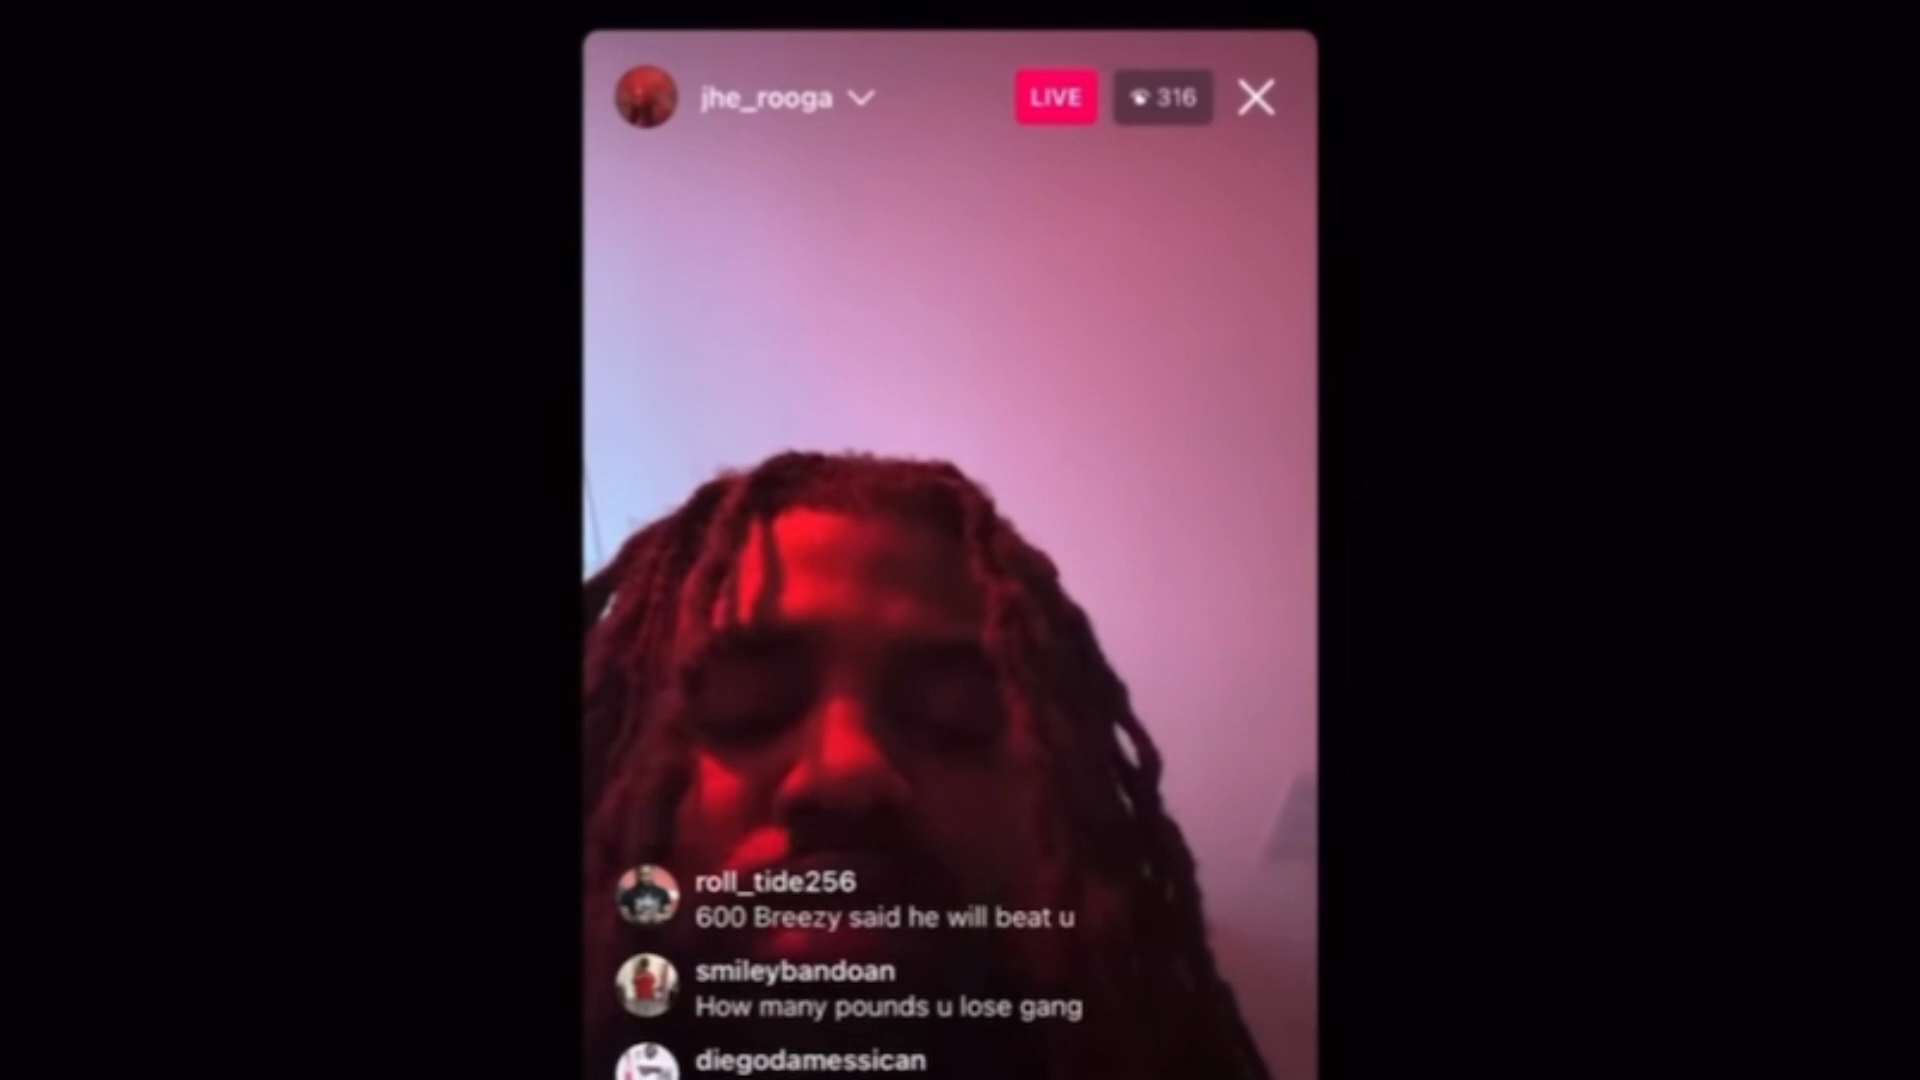 jhe_rooga
LIVE
316
roll_tide256
600 Breezy said he will beat u
smileybandoan
How many pounds u lose gang
diegodamessican